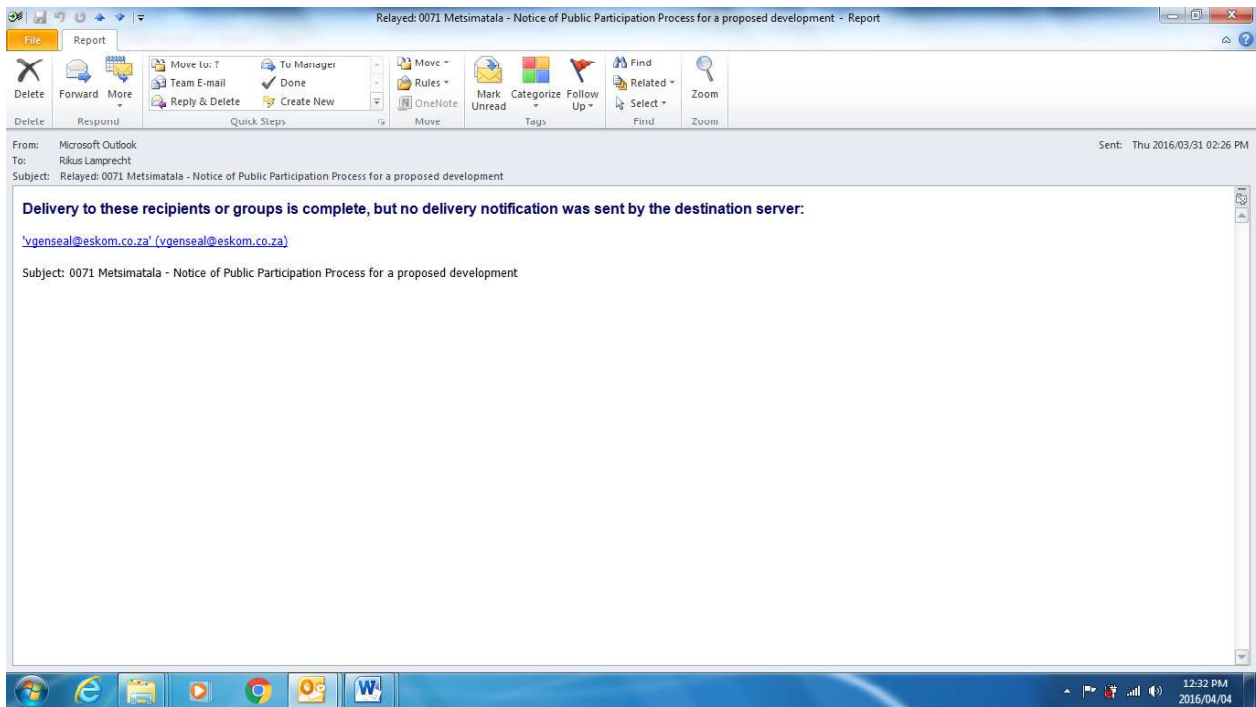 Relayed: 0071 Metsimatala - Notice of Public Participation Process for a proposed development - Report
File Report
Delete
Forward
More
Move to: ?
To Manager
Team E-mail
Done
Reply & Delete
Create New
Move
Rules
OneNote
Mark Unread
Categorize
Follow Up
Find
Related
Select
Zoom
Delete Respond Quick Steps Move Tags Find Zoom
From: Microsoft Outlook
Sent: Thu 2016/03/31 02:26 PM
To: Rikus Lamprecht
Subject: Relayed: 0071 Metsimatala - Notice of Public Participation Process for a proposed development
Delivery to these recipients or groups is complete, but no delivery notification was sent by the destination server:
'vgenseal@eskom.co.za' (vgenseal@eskom.co.za)
Subject: 0071 Metsimatala - Notice of Public Participation Process for a proposed development
12:32 PM
2016/04/04